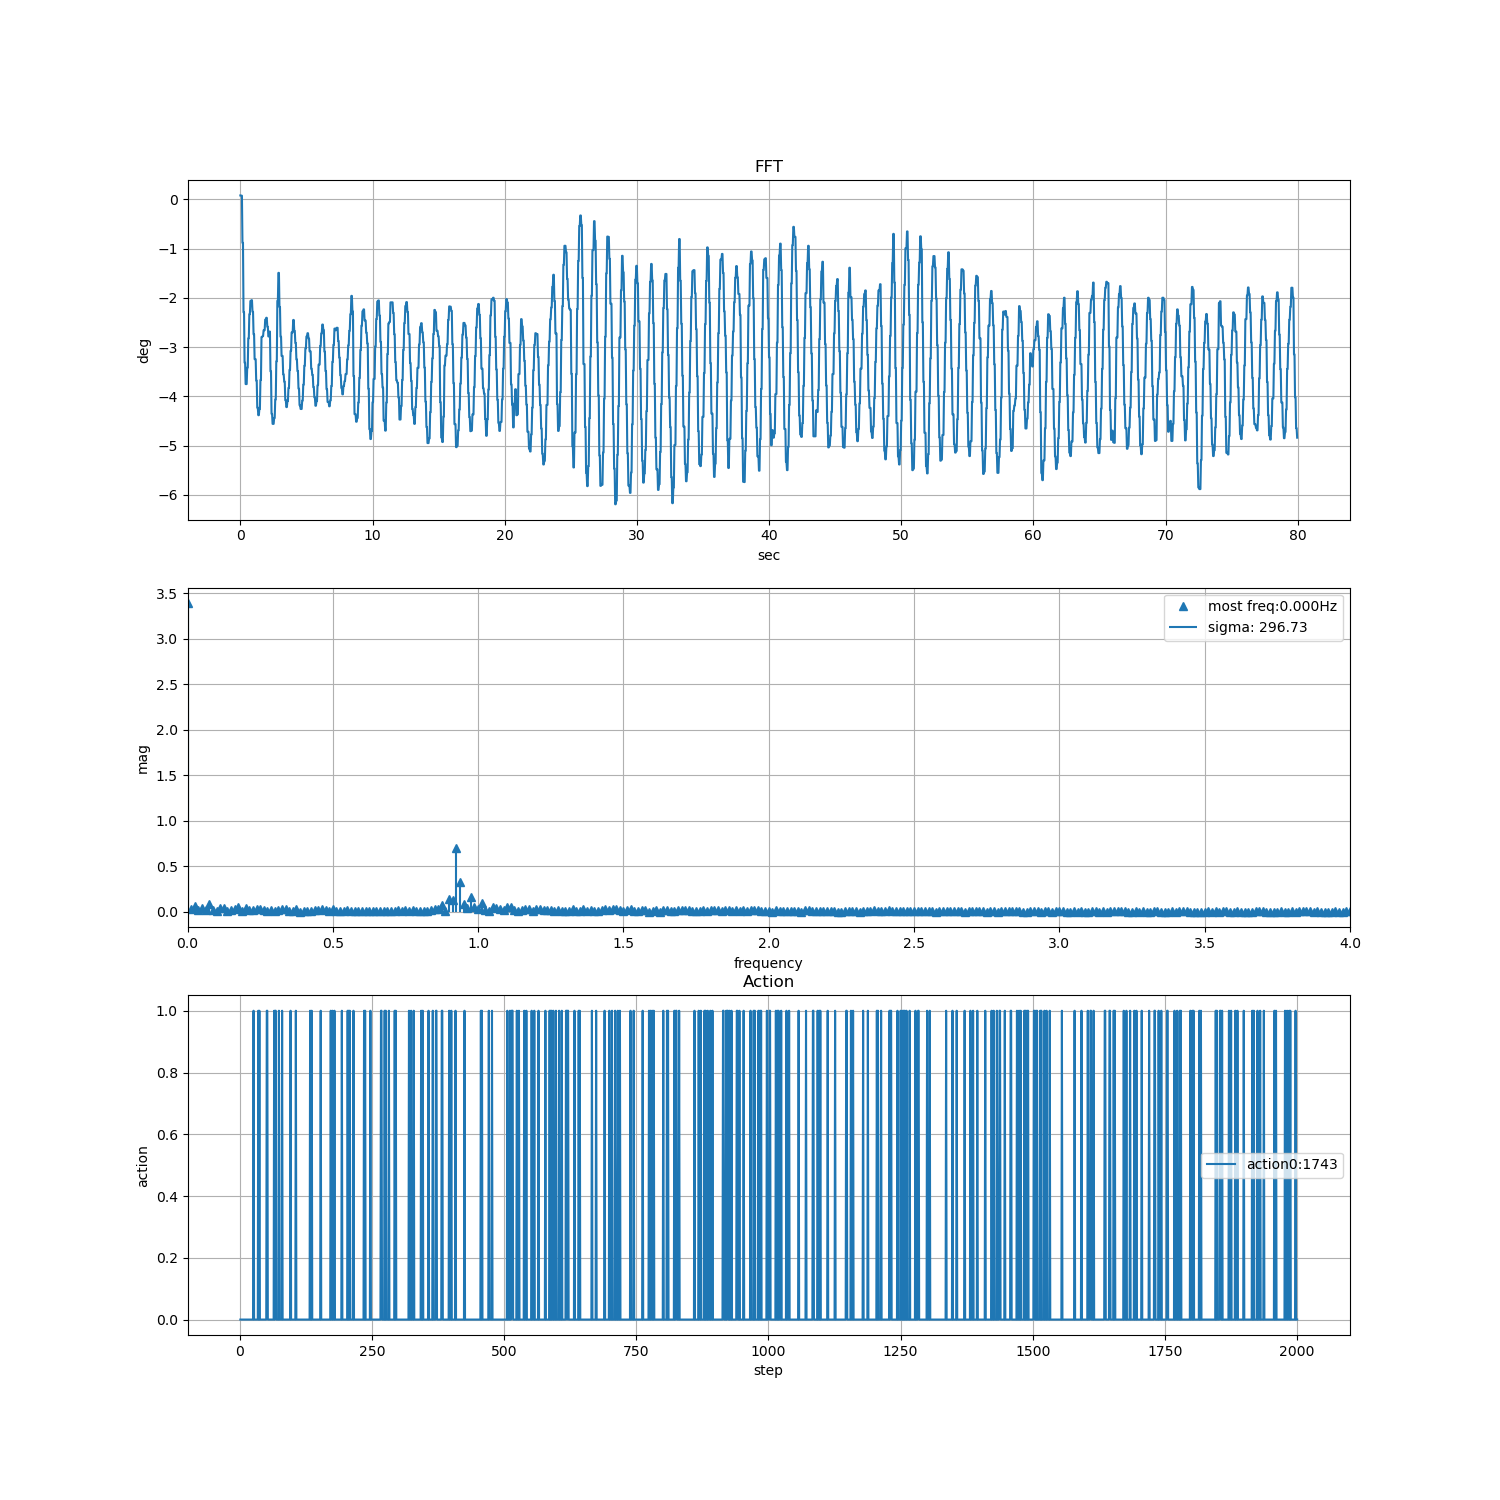 FFT
0
−1
−2
−3
−4
−5
−6
deg
0 10 20 30 40 50 60 70 80
sec
3.5
3.0
2.5
2.0
1.5
1.0
0.5
0.0
mag
most freq:0.000Hz
sigma: 296.73
0.0 0.5 1.0 1.5 2.0 2.5 3.0 3.5 4.0
frequency
Action
1.0
0.8
0.6
0.4
0.2
0.0
action
action0:1743
0 250 500 750 1000 1250 1500 1750 2000
step